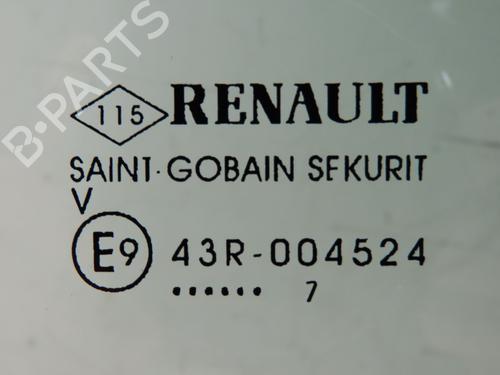 115 RENAULT
SAINT-GOBAIN SEKURIT
V
E9 43R-004524
...... 7
B-PARTS